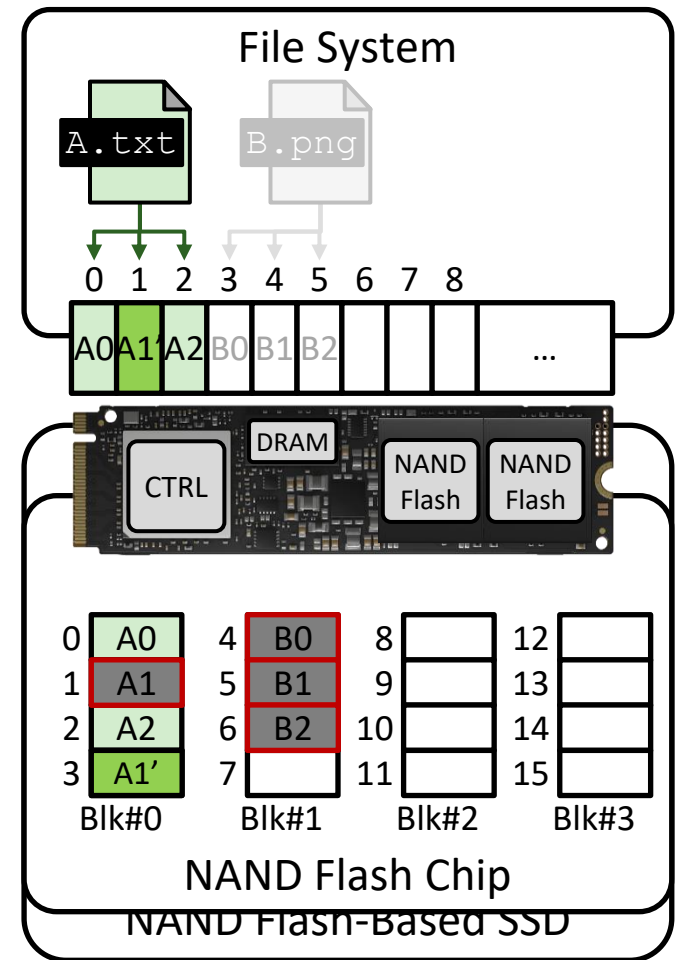 File System
A.txt B.png
0 1 2 3 4 5 6 7 8
A0 A1' A2 B0 B1 B2 ...
DRAM
CTRL NAND Flash NAND Flash
0 A0 4 B0 8 12
1 A1 5 B1 9 13
2 A2 6 B2 10 14
3 A1' 7 11 15
Blk#0 Blk#1 Blk#2 Blk#3
NAND Flash Chip
NAND Flash-Based SSD